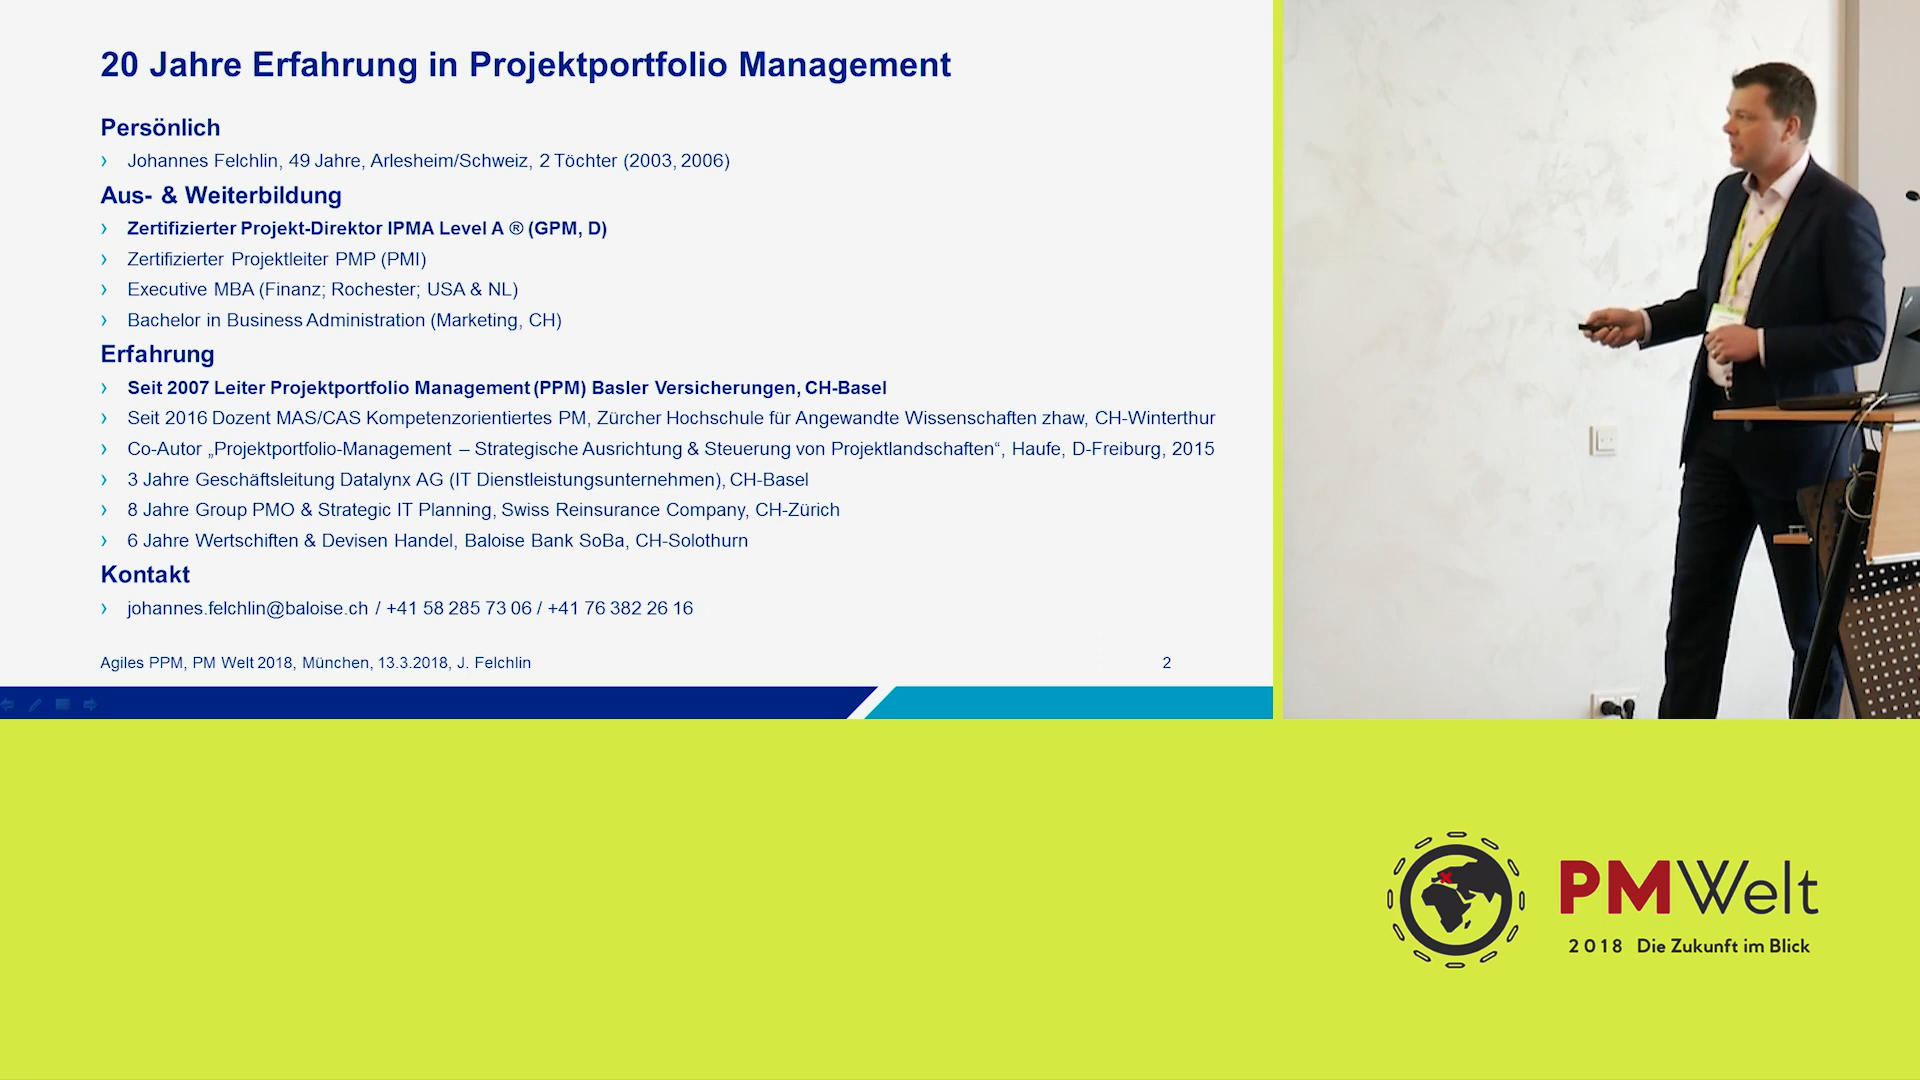 20 Jahre Erfahrung in Projektportfolio Management
Persönlich
› Johannes Felchlin, 49 Jahre, Arlesheim/Schweiz, 2 Töchter (2003, 2006)
Aus- & Weiterbildung
› Zertifizierter Projekt-Direktor IPMA Level A ® (GPM, D)
› Zertifizierter Projektleiter PMP (PMI)
› Executive MBA (Finanz; Rochester; USA & NL)
› Bachelor in Business Administration (Marketing, CH)
Erfahrung
› Seit 2007 Leiter Projektportfolio Management (PPM) Basler Versicherungen, CH-Basel
› Seit 2016 Dozent MAS/CAS Kompetenzorientiertes PM, Zürcher Hochschule für Angewandte Wissenschaften zhaw, CH-Winterthur
› Co-Autor „Projektportfolio-Management – Strategische Ausrichtung & Steuerung von Projektlandschaften“, Haufe, D-Freiburg, 2015
› 3 Jahre Geschäftsleitung Datalynx AG (IT Dienstleistungsunternehmen), CH-Basel
› 8 Jahre Group PMO & Strategic IT Planning, Swiss Reinsurance Company, CH-Zürich
› 6 Jahre Wertschiften & Devisen Handel, Baloise Bank SoBa, CH-Solothurn
Kontakt
› johannes.felchlin@baloise.ch / +41 58 285 73 06 / +41 76 382 26 16
Agiles PPM, PM Welt 2018, München, 13.3.2018, J. Felchlin
2
PMWelt
2018 Die Zukunft im Blick